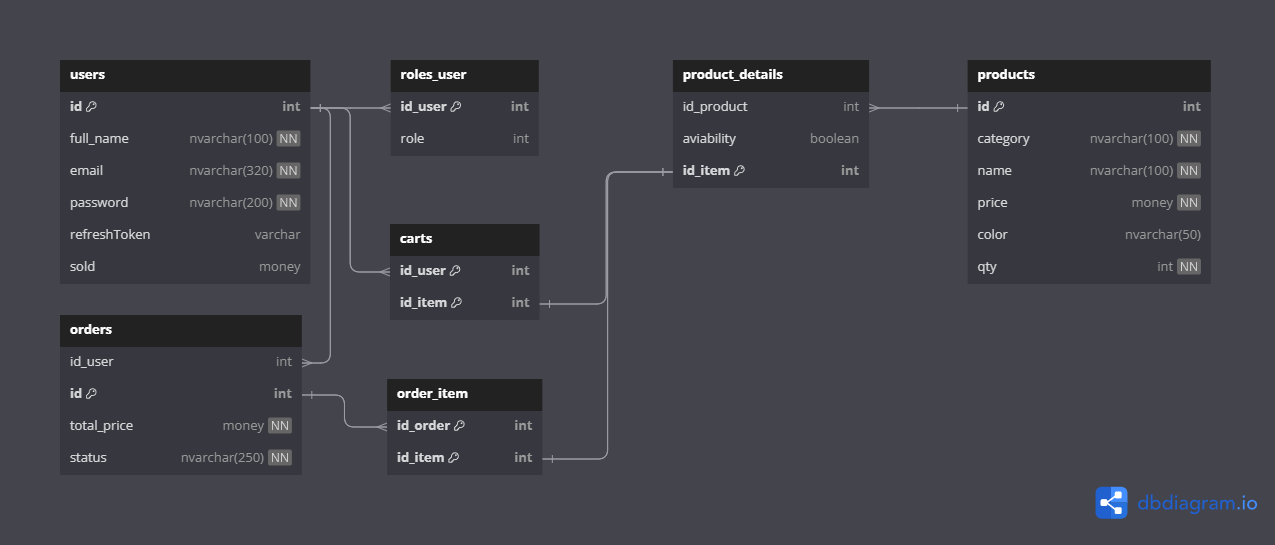 users
id int
full_name nvarchar(100) NN
email nvarchar(320) NN
password nvarchar(200) NN
refreshToken varchar
sold money
roles_user
id_user int
role int
product_details
id_product int
aviability boolean
id_item int
products
id int
category nvarchar(100) NN
name nvarchar(100) NN
price money NN
color nvarchar(50)
qty int NN
carts
id_user int
id_item int
orders
id_user int
id int
total_price money NN
status nvarchar(250) NN
order_item
id_order int
id_item int
dbdiagram.io